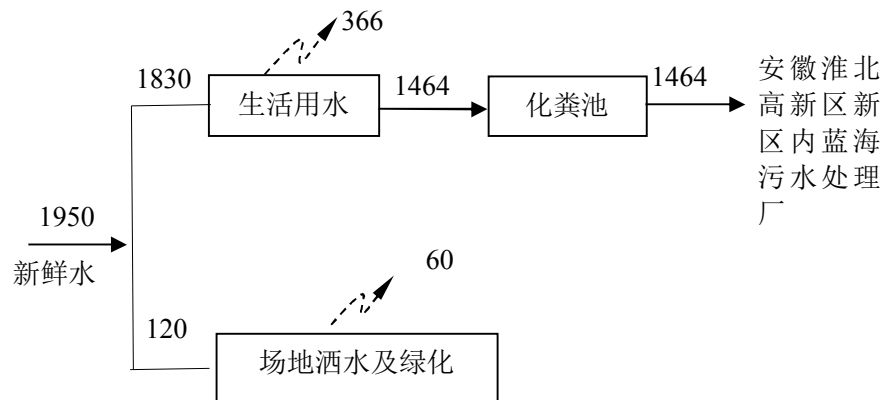 366
1830
生活用水
1464
化粪池
1464
安徽淮北
高新区新
区内蓝海
污水处理
厂
1950
新鲜水
60
120
场地洒水及绿化